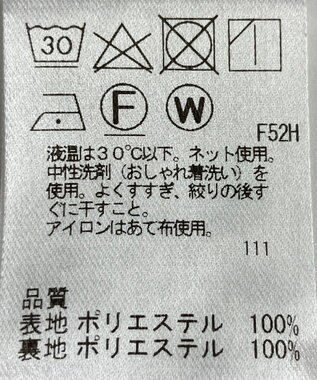 30
F W
F52H
液温は30℃以下。ネット使用。
中性洗剤（おしゃれ着洗い）を
使用。よくすすぎ、絞りの後す
ぐに干すこと。
アイロンはあて布使用。
111
品質
表地 ポリエステル 100%
裏地 ポリエステル 100%